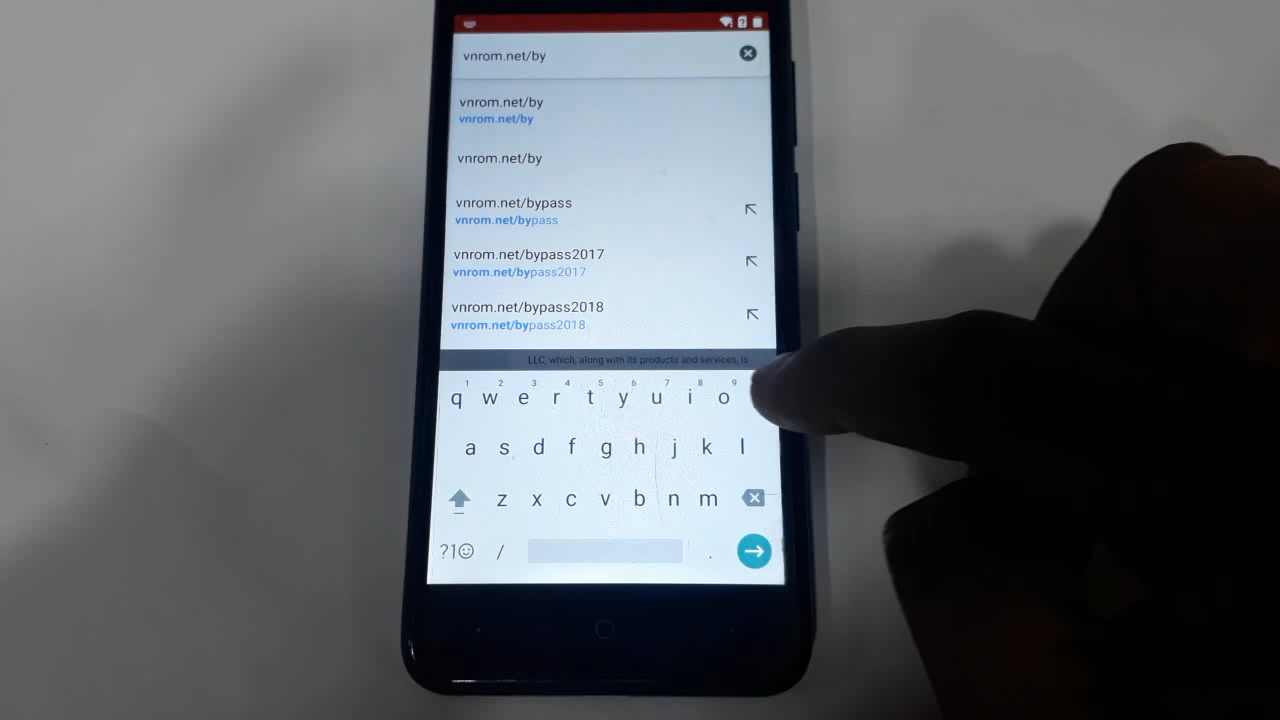 vnrom.net/by
vnrom.net/by
vnrom.net/by
vnrom.net/by
vnrom.net/bypass
vnrom.net/bypass
vnrom.net/bypass2017
vnrom.net/bypass2017
vnrom.net/bypass2018
vnrom.net/bypass2018
LLC, which, along with its products and services, is
1 2 3 4 5 6 7 8 9
q w e r t y u i o
a s d f g h j k l
z x c v b n m
?1☺ / .